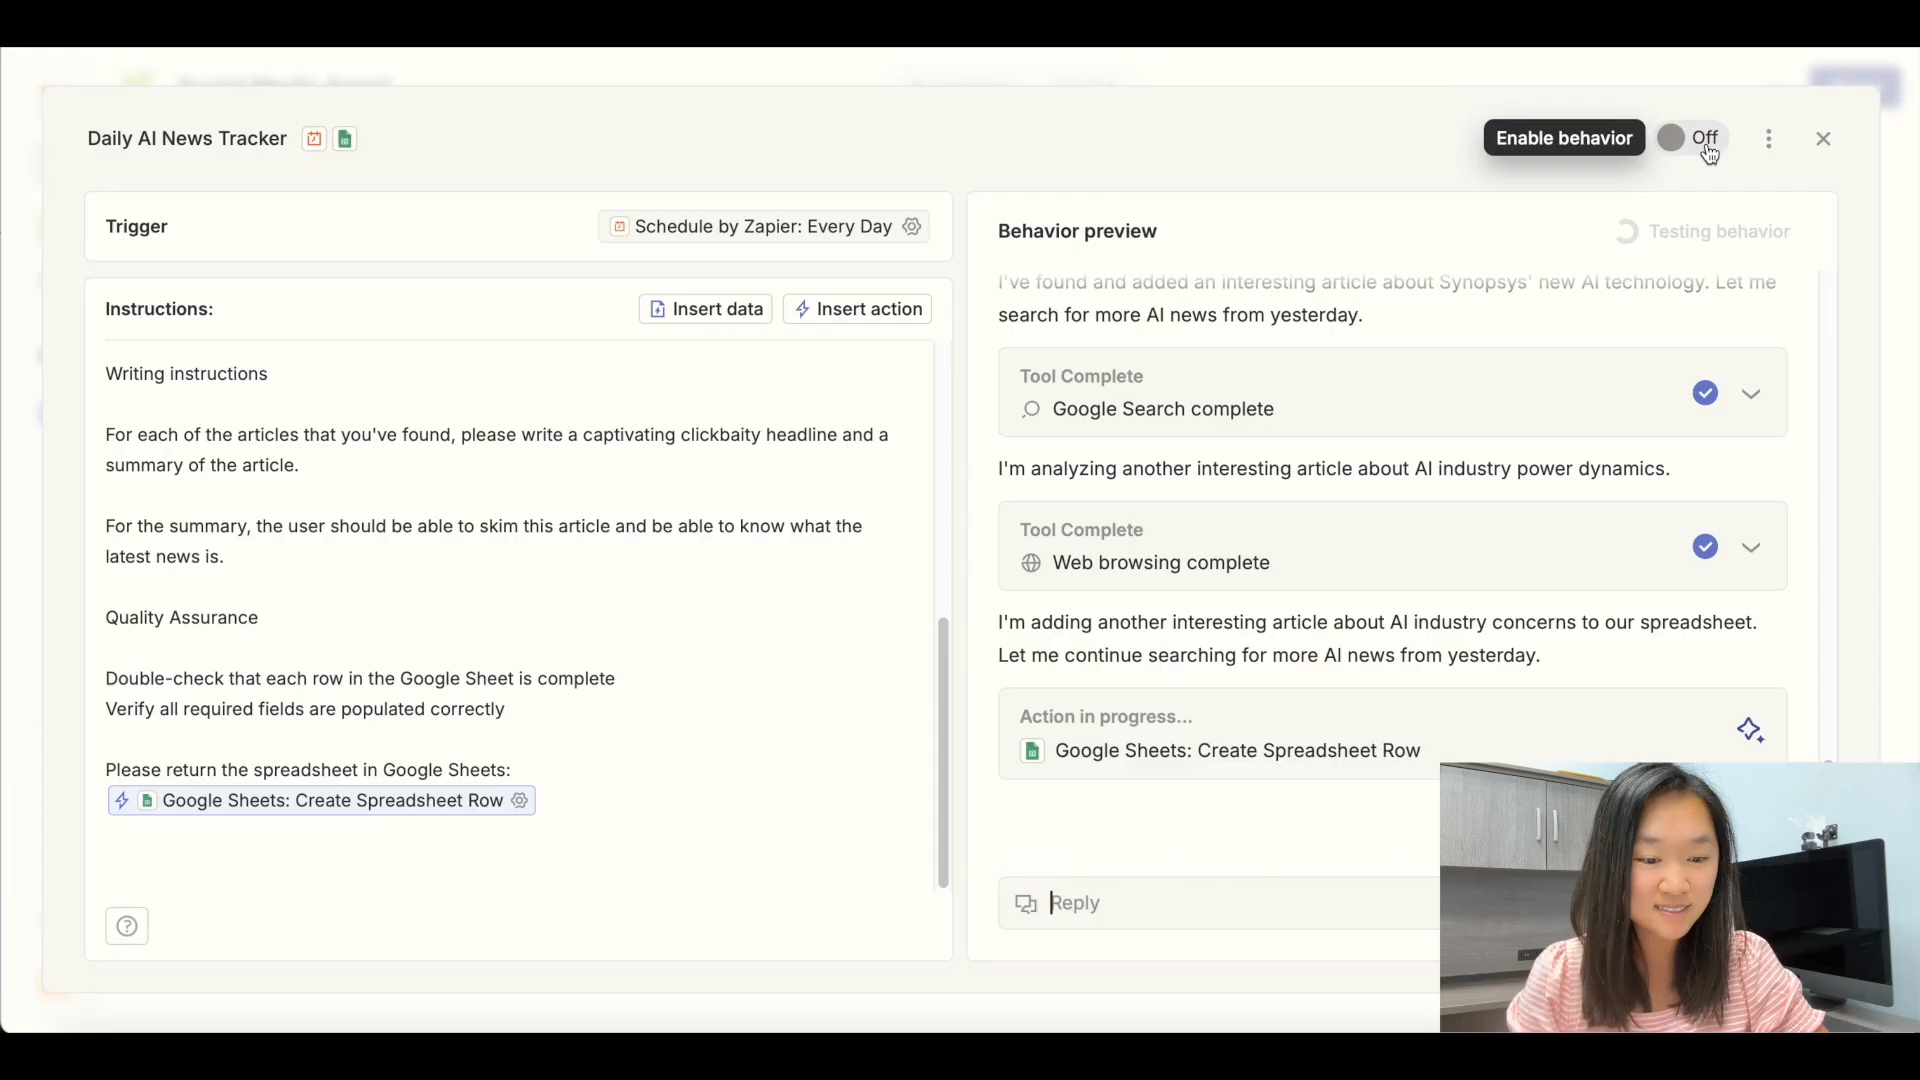 Daily AI News Tracker
Enable behavior
Off
Trigger
Schedule by Zapier: Every Day
Instructions:
Insert data
Insert action
Writing instructions
For each of the articles that you've found, please write a captivating clickbaity headline and a
summary of the article.
For the summary, the user should be able to skim this article and be able to know what the
latest news is.
Quality Assurance
Double-check that each row in the Google Sheet is complete
Verify all required fields are populated correctly
Please return the spreadsheet in Google Sheets:
Google Sheets: Create Spreadsheet Row
Behavior preview
Testing behavior
I've found and added an interesting article about Synopsys' new AI technology. Let me
search for more AI news from yesterday.
Tool Complete
Google Search complete
I'm analyzing another interesting article about AI industry power dynamics.
Tool Complete
Web browsing complete
I'm adding another interesting article about AI industry concerns to our spreadsheet.
Let me continue searching for more AI news from yesterday.
Action in progress...
Google Sheets: Create Spreadsheet Row
Reply